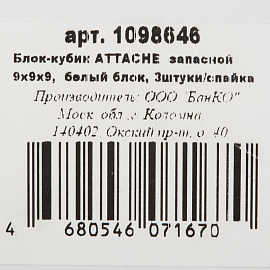 арт. 1098646
Блок-кубик ATTACHE запасной
9х9х9, белый блок, 3штуки/спайка
Производитель: ООО "БанКО"
Моск. обл., г. Коломна
140402, Окский пр-т, д. 40
4 680546 071670